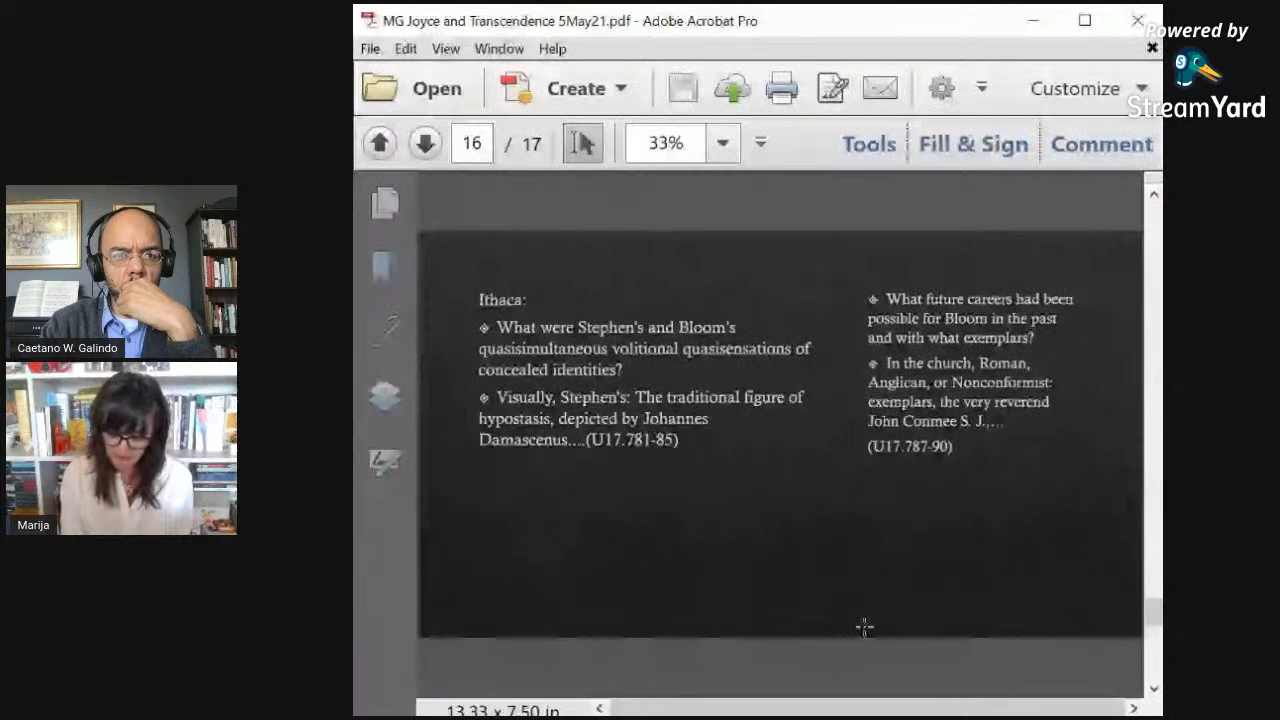 MG Joyce and Transcendence 5May21.pdf - Adobe Acrobat Pro
File Edit View Window Help
Powered by
StreamYard
Open Create Customize
16 / 17 33% Tools Fill & Sign Comment
Ithaca:
What were Stephen's and Bloom's
quasisimultaneous volitional quasisensations of
concealed identities?
Visually, Stephen's: The traditional figure of
hypostasis, depicted by Johannes
Damascenus....(U17.781-85)
What future careers had been
possible for Bloom in the past
and with what exemplars?
In the church, Roman,
Anglican, or Nonconformist:
exemplars, the very reverend
John Conmee S. J.,...
(U17.787-90)
Caetano W. Galindo
Marija
13.33 x 7.50 in